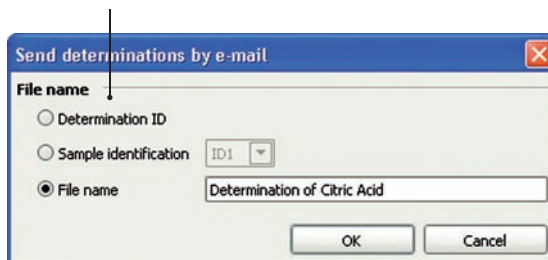 Send determinations by e-mail
File name
Determination ID
Sample identification ID1
File name Determination of Citric Acid
OK Cancel